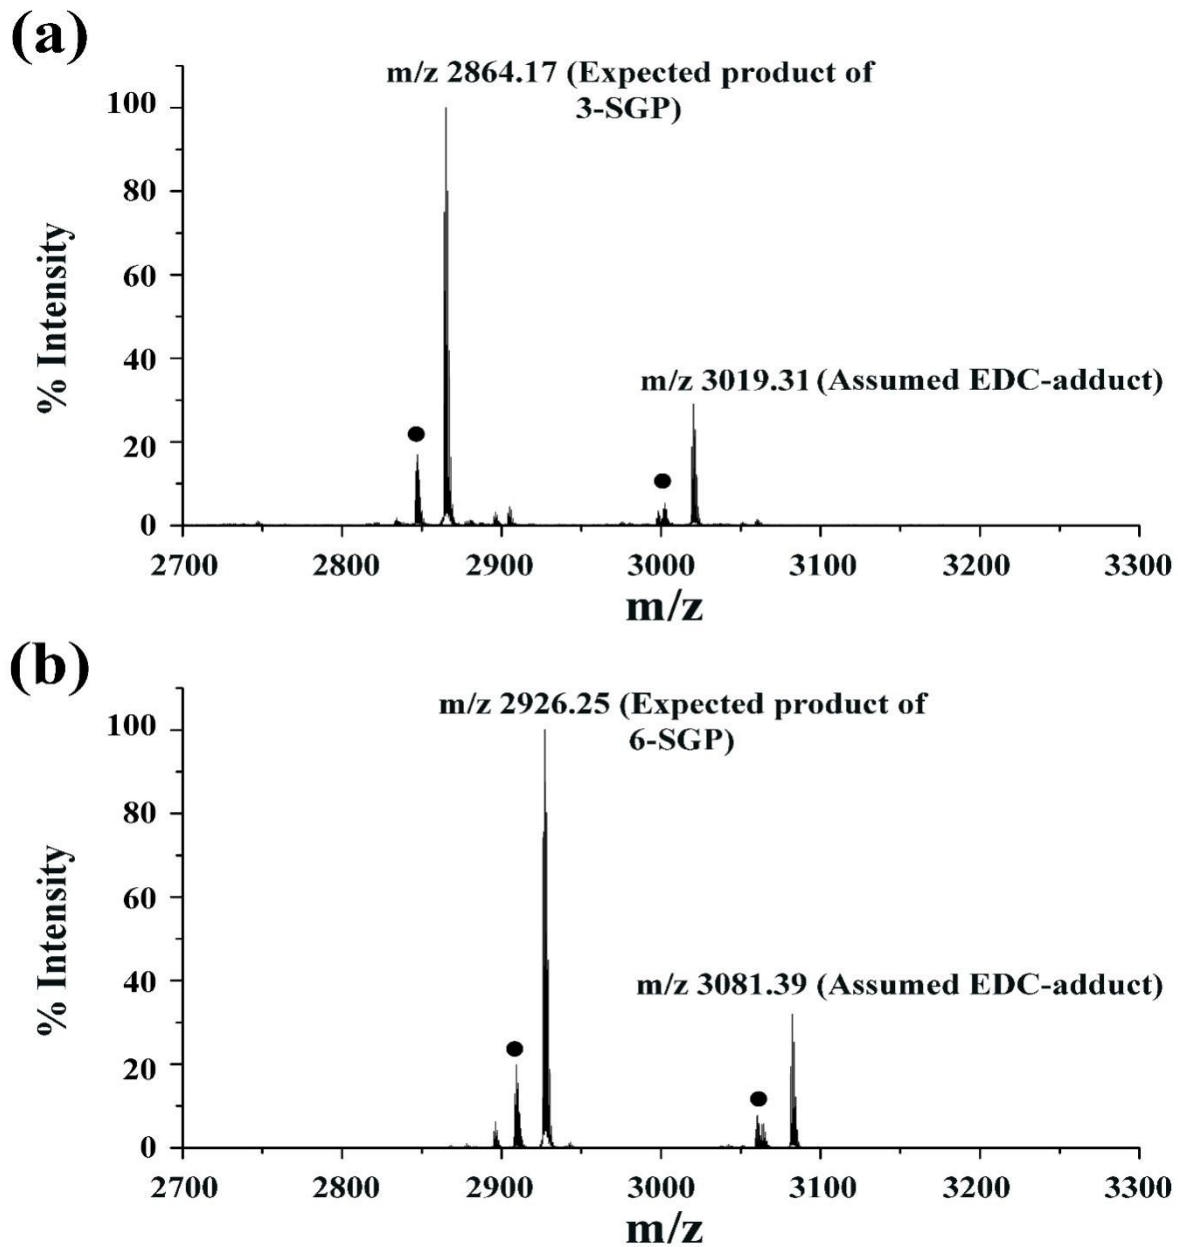 (a)
m/z 2864.17 (Expected product of
3-SGP)
100
80
60
40
20
0
% Intensity
m/z 3019.31 (Assumed EDC-adduct)
2700 2800 2900 3000 3100 3200 3300
m/z
(b)
m/z 2926.25 (Expected product of
6-SGP)
100
80
60
40
20
0
% Intensity
m/z 3081.39 (Assumed EDC-adduct)
2700 2800 2900 3000 3100 3200 3300
m/z